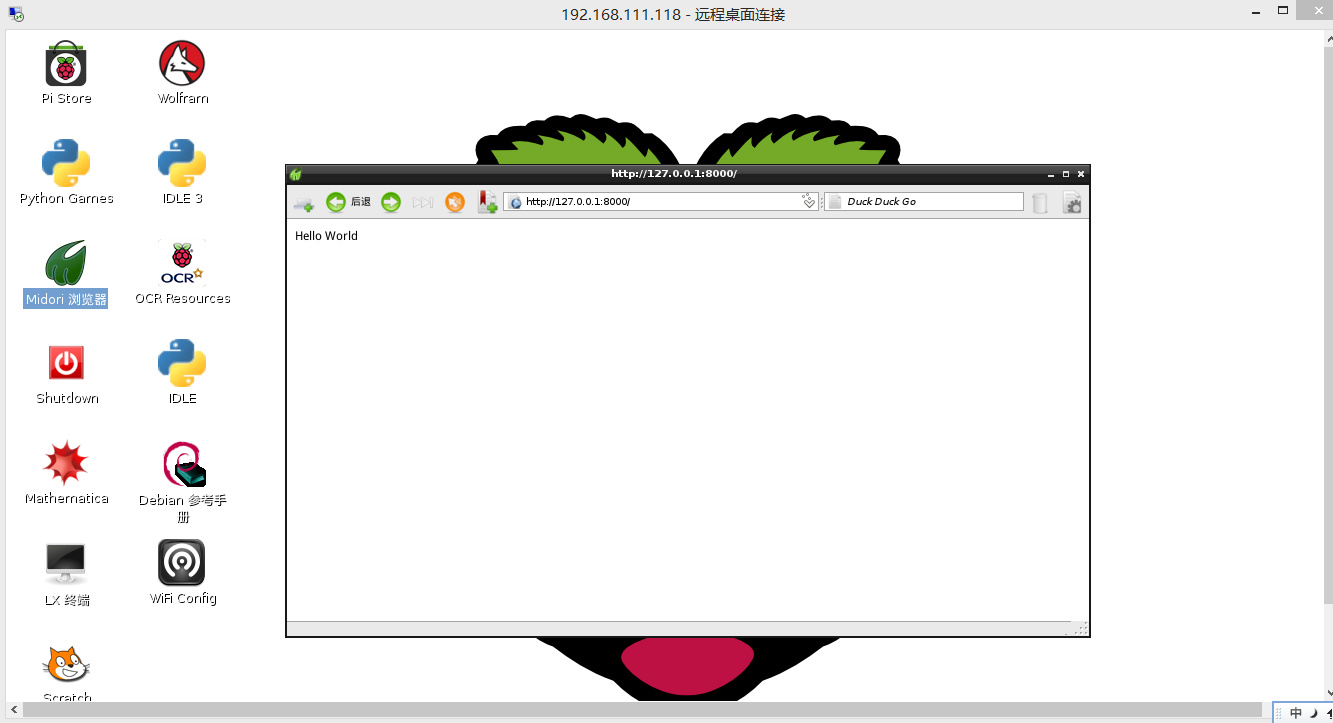 192.168.111.118 - 远程桌面连接
Pi Store
Wolfram
Python Games
IDLE 3
Midori 浏览器
OCR
OCR Resources
Shutdown
IDLE
Mathematica
Debian 参考手
册
LX 终端
WiFi Config
Scratch
http://127.0.0.1:8000/
后退
http://127.0.0.1:8000/
Duck Duck Go
Hello World
中